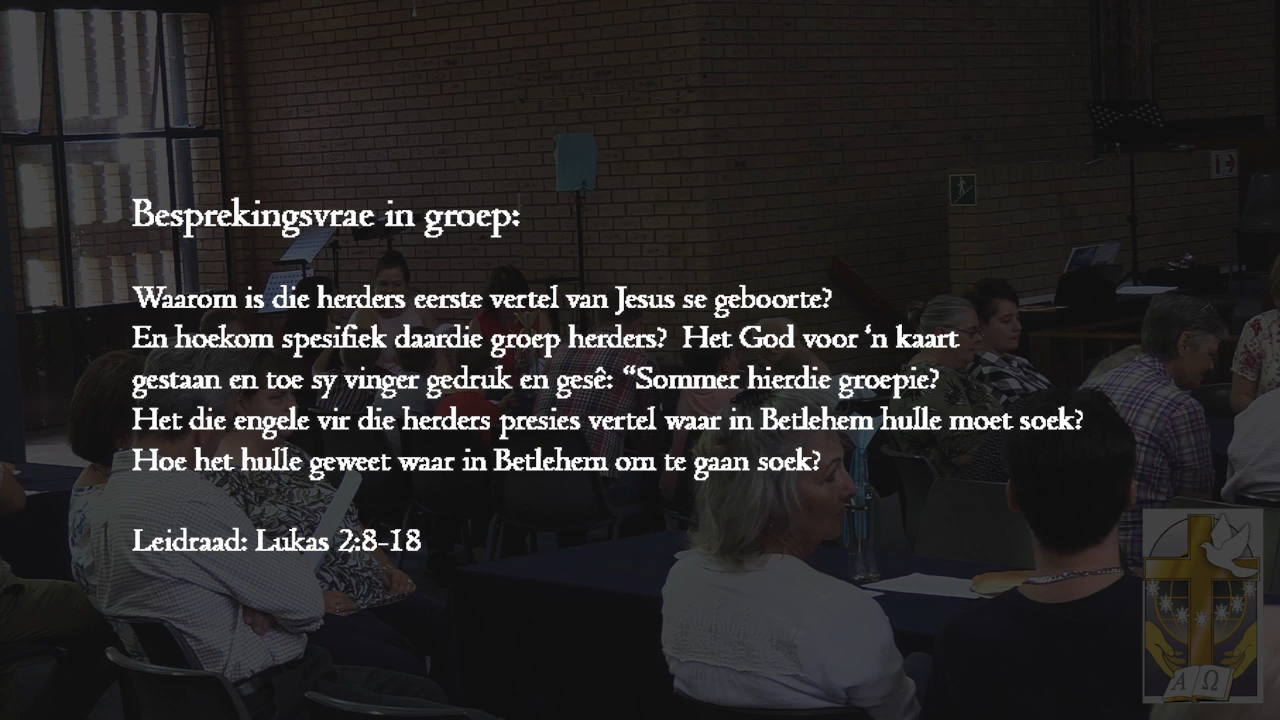 Besprekingsvrae in groep:
Waarom is die herders eerste vertel van Jesus se geboorte?
En hoekom spesifiek daardie groep herders?  Het God voor ‘n kaart
gestaan en toe sy vinger gedruk en gesê: “Sommer hierdie groepie?
Het die engele vir die herders presies vertel waar in Betlehem hulle moet soek?
Hoe het hulle geweet waar in Betlehem om te gaan soek?
Leidraad: Lukas 2:8-18
A Ω